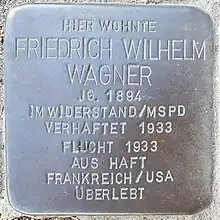 HIER WOHNTE
FRIEDRICH WILHELM
WAGNER
JG. 1894
IM WIDERSTAND/MSPD
VERHAFTET 1933
FLUCHT 1933
AUS HAFT
FRANKREICH/USA
ÜBERLEBT